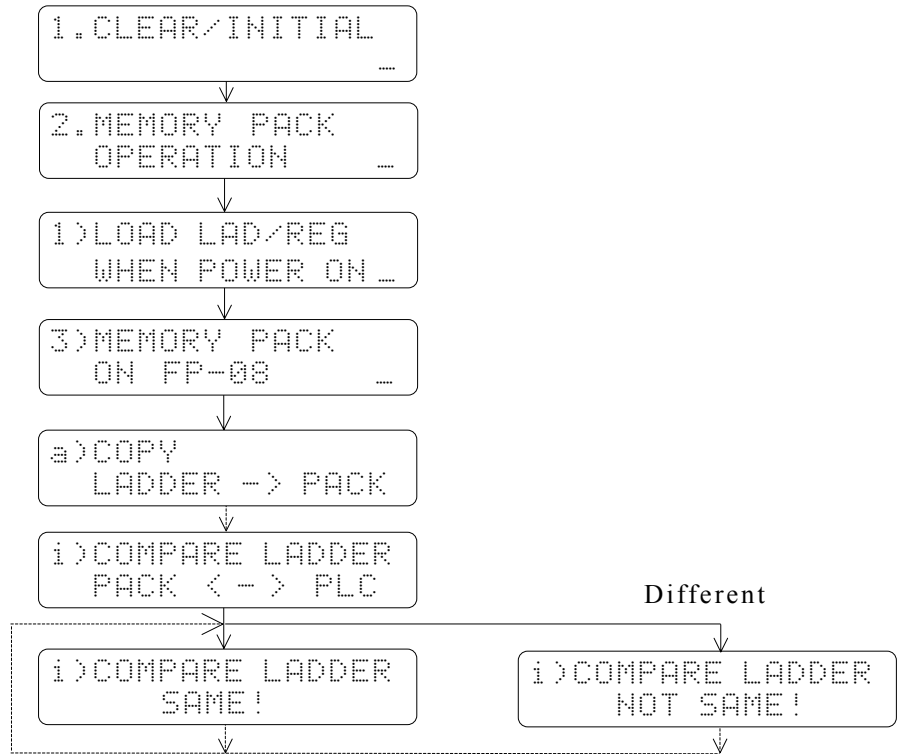 1.CLEAR/INITIAL
_
2.MEMORY PACK
OPERATION _
1)LOAD LAD/REG
WHEN POWER ON _
3)MEMORY PACK
ON FP-08 _
a)COPY
LADDER -> PACK
i)COMPARE LADDER
PACK < - > PLC
Different
i)COMPARE LADDER
SAME!
i)COMPARE LADDER
NOT SAME!